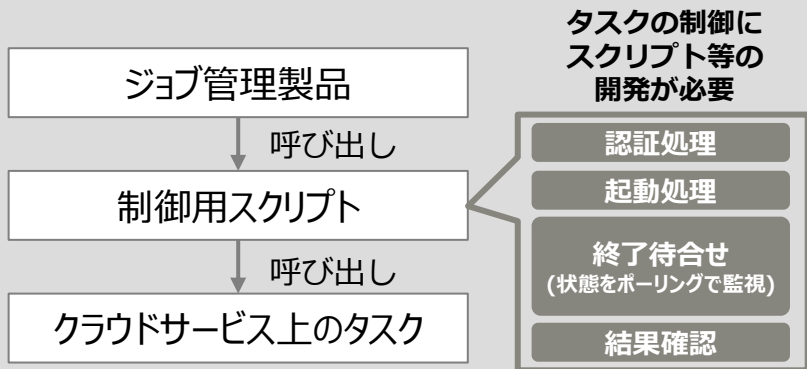 タスクの制御に
スクリプト等の
開発が必要
ジョブ管理製品
呼び出し
制御用スクリプト
呼び出し
クラウドサービス上のタスク
認証処理
起動処理
終了待合せ
(状態をポーリングで監視)
結果確認